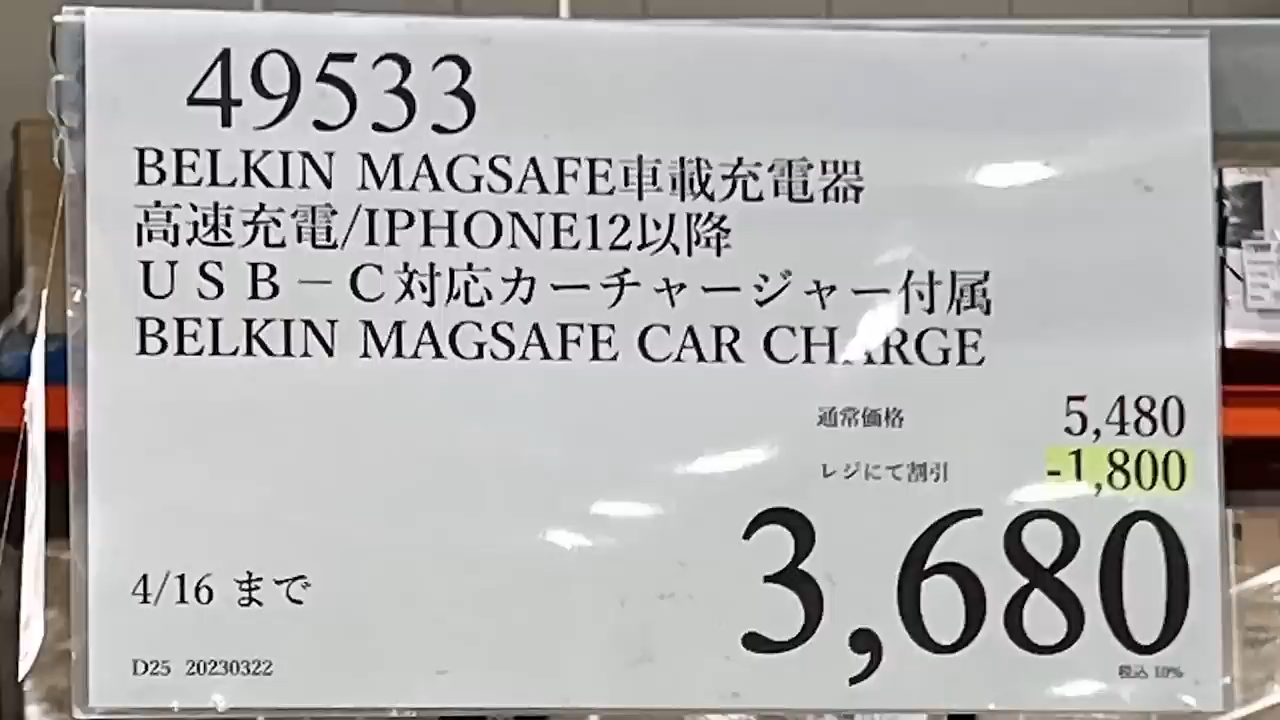 49533
BELKIN MAGSAFE車載充電器
高速充電/IPHONE12以降
ＵＳＢ－Ｃ対応カーチャージャー付属
BELKIN MAGSAFE CAR CHARGE
通常価格 5,480
レジにて割引 -1,800
3,680
4/16 まで
税込 10%
D25 20230322